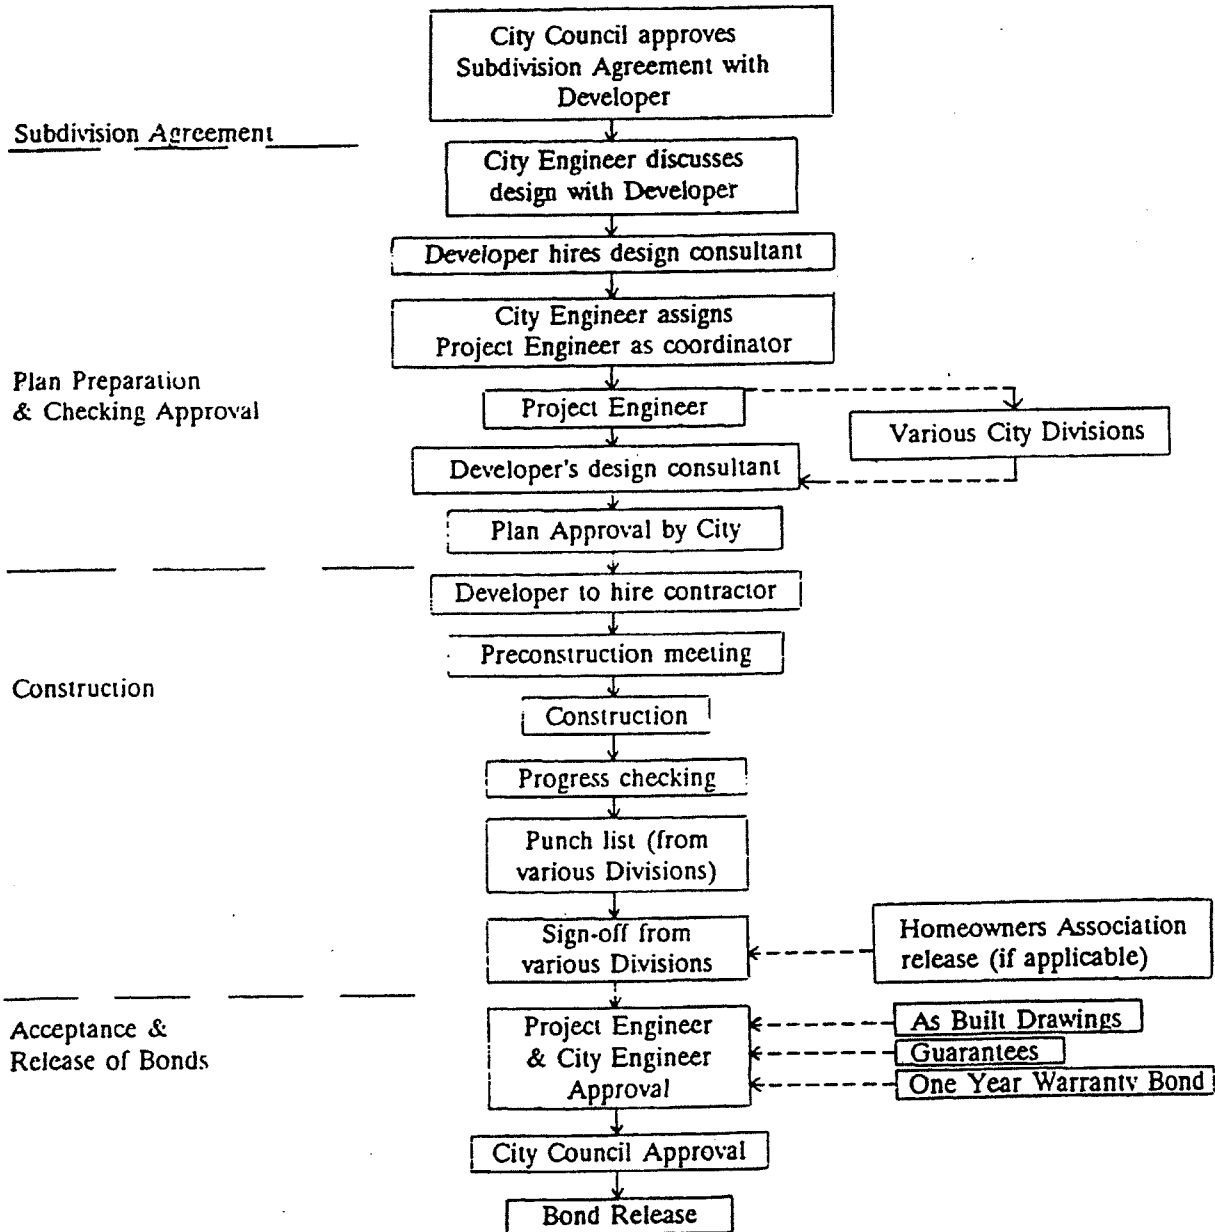 City Council approves
Subdivision Agreement with
Developer
Subdivision Agreement
City Engineer discusses
design with Developer
Developer hires design consultant
City Engineer assigns
Project Engineer as coordinator
Plan Preparation
& Checking Approval
Project Engineer
Various City Divisions
Developer's design consultant
Plan Approval by City
Developer to hire contractor
Preconstruction meeting
Construction
Construction
Progress checking
Punch list (from
various Divisions)
Sign-off from
various Divisions
Homeowners Association
release (if applicable)
Acceptance &
Release of Bonds
Project Engineer
& City Engineer
Approval
As Built Drawings
Guarantees
One Year Warranty Bond
City Council Approval
Bond Release